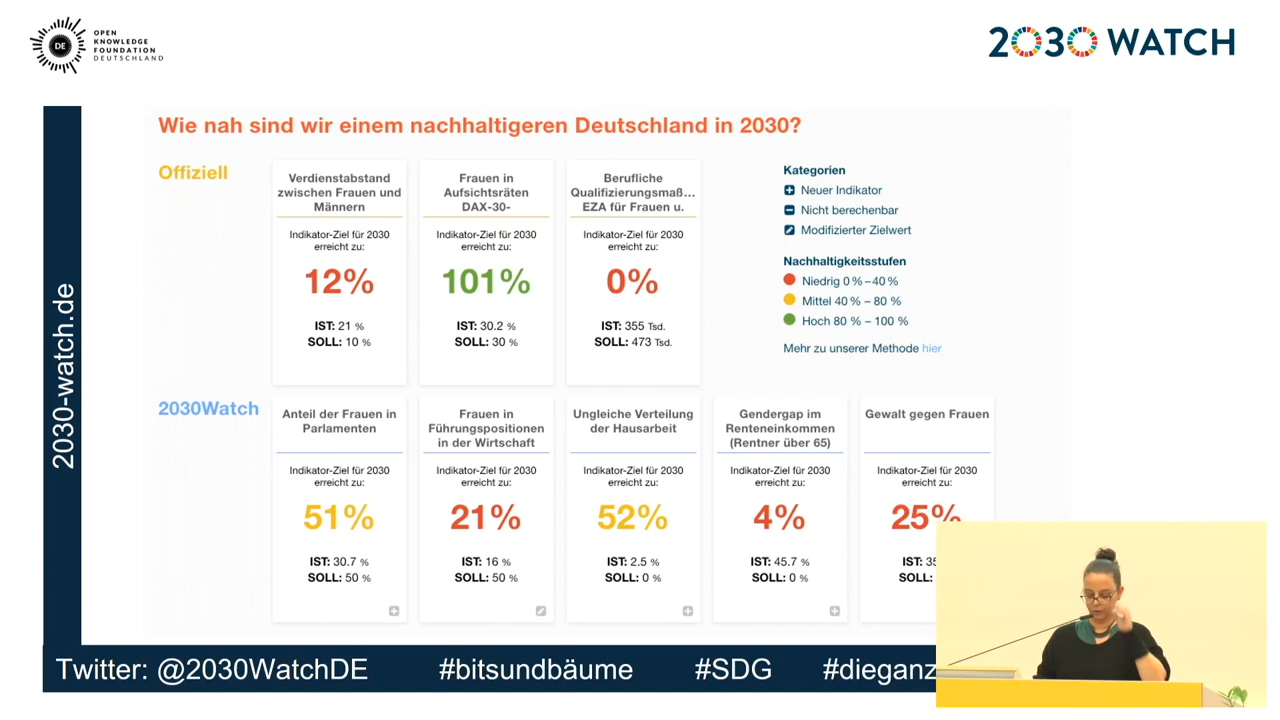 OPEN
KNOWLEDGE
FOUNDATION
DEUTSCHLAND
DE
2030 WATCH
2030-watch.de
Wie nah sind wir einem nachhaltigeren Deutschland in 2030?
Offiziell
Verdienstabstand
zwischen Frauen und
Männern
Indikator-Ziel für 2030
erreicht zu:
12%
IST: 21 %
SOLL: 10 %
Frauen in
Aufsichtsräten
DAX-30-
Indikator-Ziel für 2030
erreicht zu:
101%
IST: 30.2 %
SOLL: 30 %
Berufliche
Qualifizierungsmaß...
EZA für Frauen u.
Indikator-Ziel für 2030
erreicht zu:
0%
IST: 355 Tsd.
SOLL: 473 Tsd.
Kategorien
Neuer Indikator
Nicht berechenbar
Modifizierter Zielwert
Nachhaltigkeitsstufen
Niedrig 0 % – 40 %
Mittel 40 % – 80 %
Hoch 80 % – 100 %
Mehr zu unserer Methode hier
2030Watch
Anteil der Frauen in
Parlamenten
Indikator-Ziel für 2030
erreicht zu:
51%
IST: 30.7 %
SOLL: 50 %
Frauen in
Führungspositionen
in der Wirtschaft
Indikator-Ziel für 2030
erreicht zu:
21%
IST: 16 %
SOLL: 50 %
Ungleiche Verteilung
der Hausarbeit
Indikator-Ziel für 2030
erreicht zu:
52%
IST: 2.5 %
SOLL: 0 %
Gendergap im
Renteneinkommen
(Rentner über 65)
Indikator-Ziel für 2030
erreicht zu:
4%
IST: 45.7 %
SOLL: 0 %
Gewalt gegen Frauen
Indikator-Ziel für 2030
erreicht zu:
25%
IST: 35
SOLL:
Twitter: @2030WatchDE #bitsundbäume #SDG #dieganz